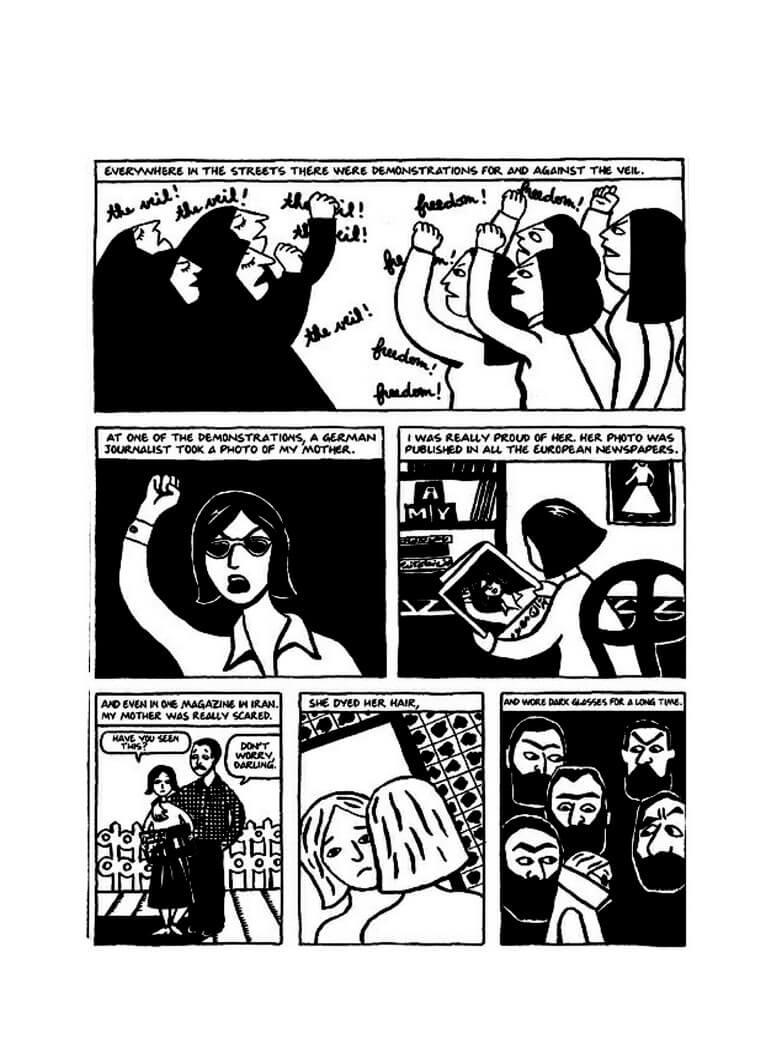 EVERYWHERE IN THE STREETS THERE WERE DEMONSTRATIONS FOR AND AGAINST THE VEIL.
the veil!
the veil!
the veil!
the veil!
the veil!
freedom!
freedom!
freedom!
freedom!
freedom!
AT ONE OF THE DEMONSTRATIONS, A GERMAN
JOURNALIST TOOK A PHOTO OF MY MOTHER.
I WAS REALLY PROUD OF HER. HER PHOTO WAS
PUBLISHED IN ALL THE EUROPEAN NEWSPAPERS.
A
M Y
AND EVEN IN ONE MAGAZINE IN IRAN.
MY MOTHER WAS REALLY SCARED.
HAVE YOU SEEN
THIS?
DON'T
WORRY,
DARLING.
SHE DYED HER HAIR,
AND WORE DARK GLASSES FOR A LONG TIME.